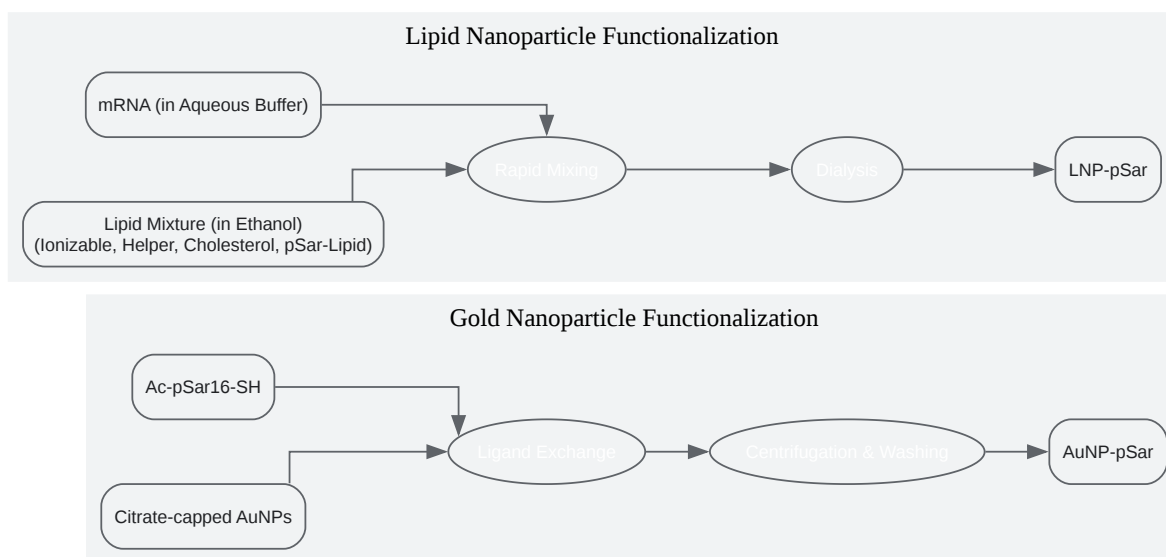 Lipid Nanoparticle Functionalization
mRNA (in Aqueous Buffer)
Rapid Mixing
Dialysis
LNP-pSar
Lipid Mixture (in Ethanol)
(Ionizable, Helper, Cholesterol, pSar-Lipid)
Gold Nanoparticle Functionalization
Ac-pSar16-SH
Ligand Exchange
Centrifugation & Washing
AuNP-pSar
Citrate-capped AuNPs